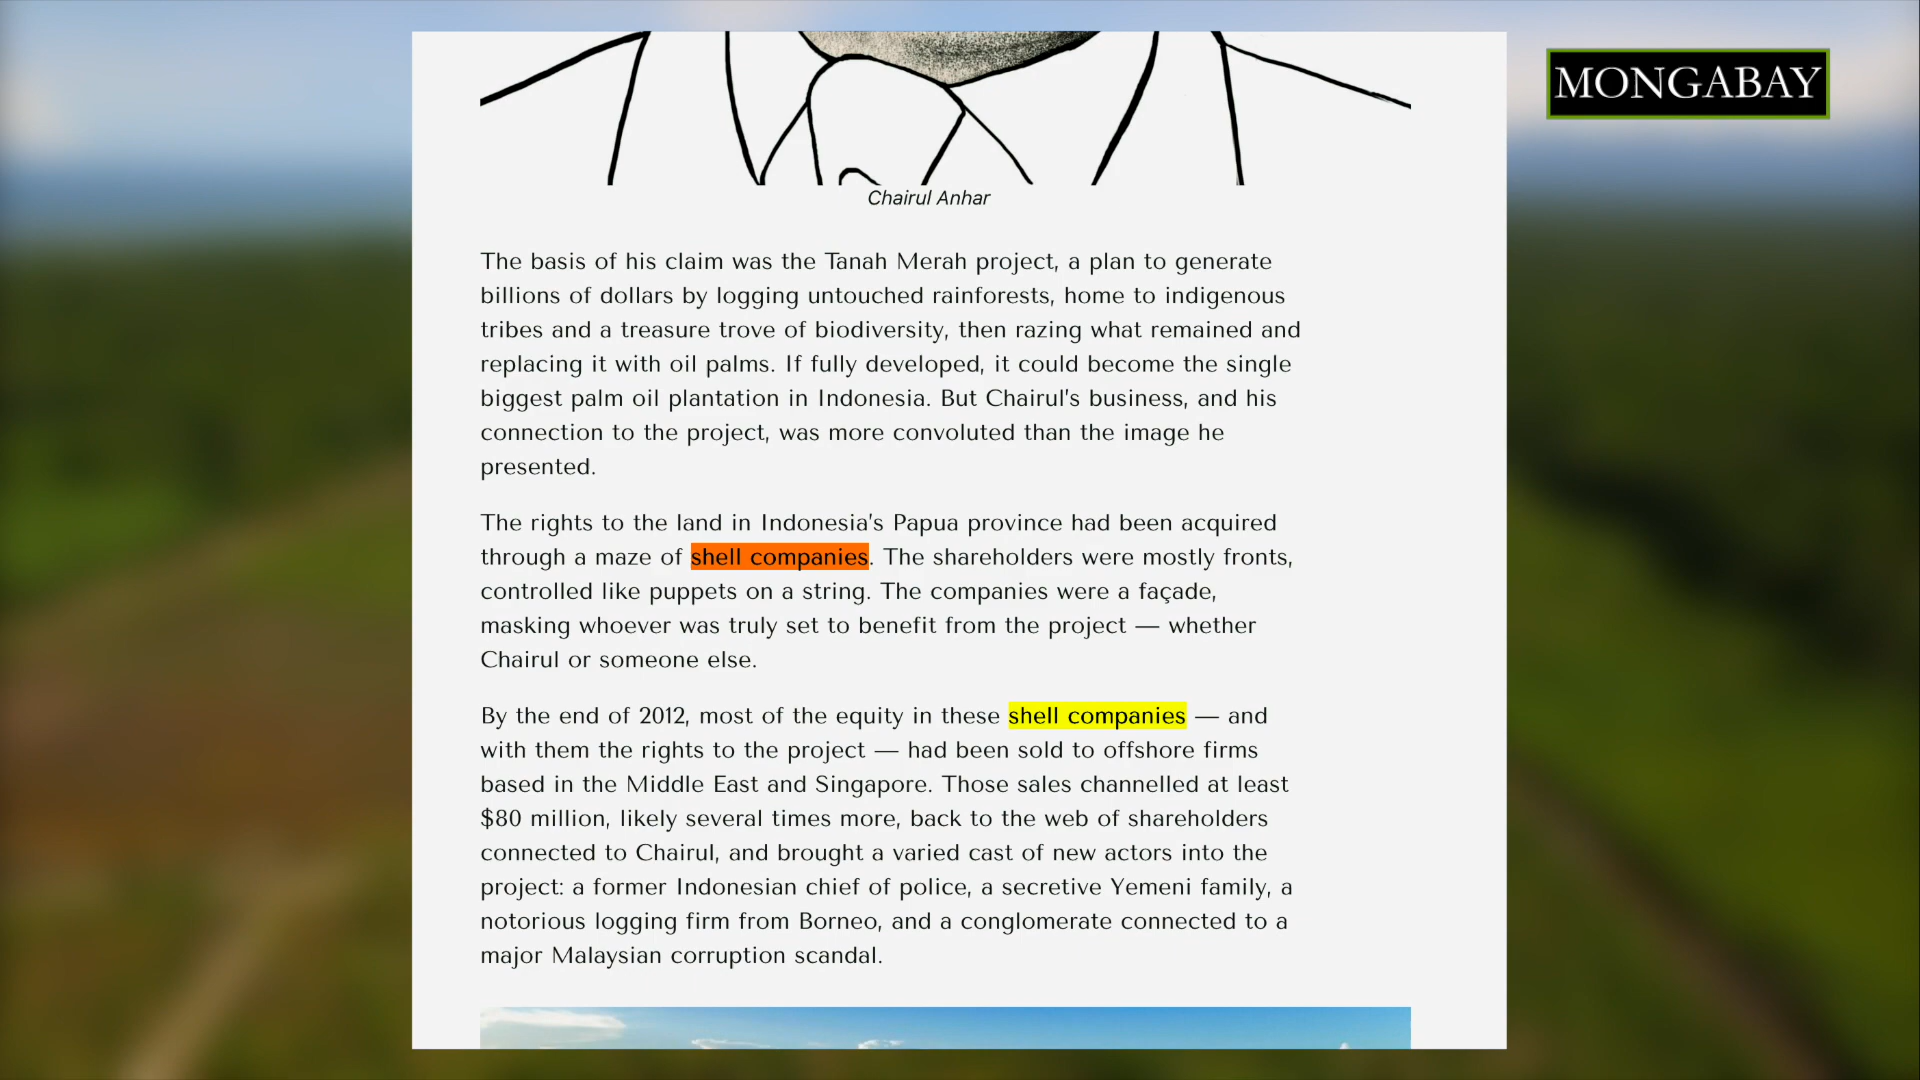 MONGABAY
Chairul Anhar
The basis of his claim was the Tanah Merah project, a plan to generate
billions of dollars by logging untouched rainforests, home to indigenous
tribes and a treasure trove of biodiversity, then razing what remained and
replacing it with oil palms. If fully developed, it could become the single
biggest palm oil plantation in Indonesia. But Chairul's business, and his
connection to the project, was more convoluted than the image he
presented.
The rights to the land in Indonesia’s Papua province had been acquired
through a maze of shell companies. The shareholders were mostly fronts,
controlled like puppets on a string. The companies were a façade,
masking whoever was truly set to benefit from the project — whether
Chairul or someone else.
By the end of 2012, most of the equity in these shell companies — and
with them the rights to the project — had been sold to offshore firms
based in the Middle East and Singapore. Those sales channelled at least
$80 million, likely several times more, back to the web of shareholders
connected to Chairul, and brought a varied cast of new actors into the
project: a former Indonesian chief of police, a secretive Yemeni family, a
notorious logging firm from Borneo, and a conglomerate connected to a
major Malaysian corruption scandal.